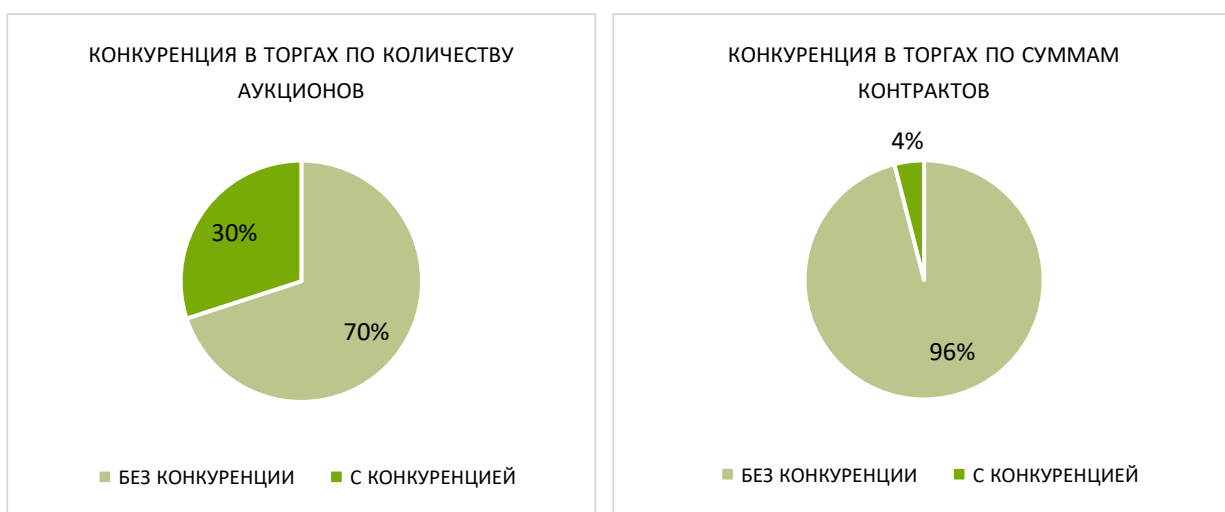 КОНКУРЕНЦИЯ В ТОРГАХ ПО КОЛИЧЕСТВУ
АУКЦИОНОВ
30%
70%
БЕЗ КОНКУРЕНЦИИ
С КОНКУРЕНЦИЕЙ
КОНКУРЕНЦИЯ В ТОРГАХ ПО СУММАМ
КОНТРАКТОВ
4%
96%
БЕЗ КОНКУРЕНЦИИ
С КОНКУРЕНЦИЕЙ